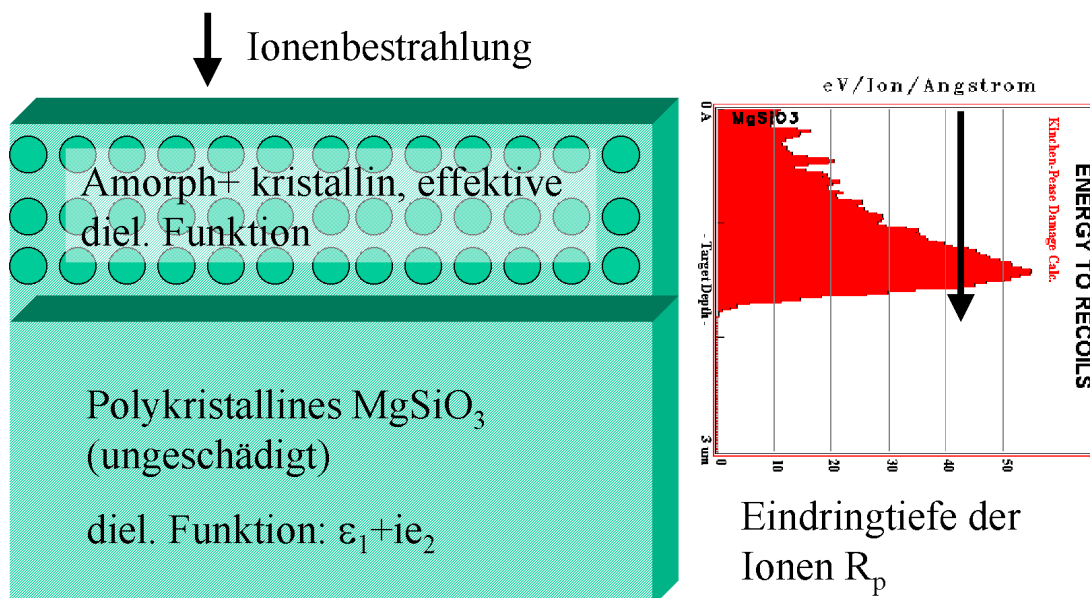 Ionenbestrahlung
Amorph+ kristallin, effektive
diel. Funktion
Polykristallines MgSiO₃
(ungeschädigt)
diel. Funktion: ε₁+ie₂
eV/Ion/Angstrom
0 A
MgSiO3
- Target Depth -
3 um
0
10
20
30
40
50
Kinchen-Pease Damage Calc.
ENERGY TO RECOILS
Eindringtiefe der
Ionen Rₚ